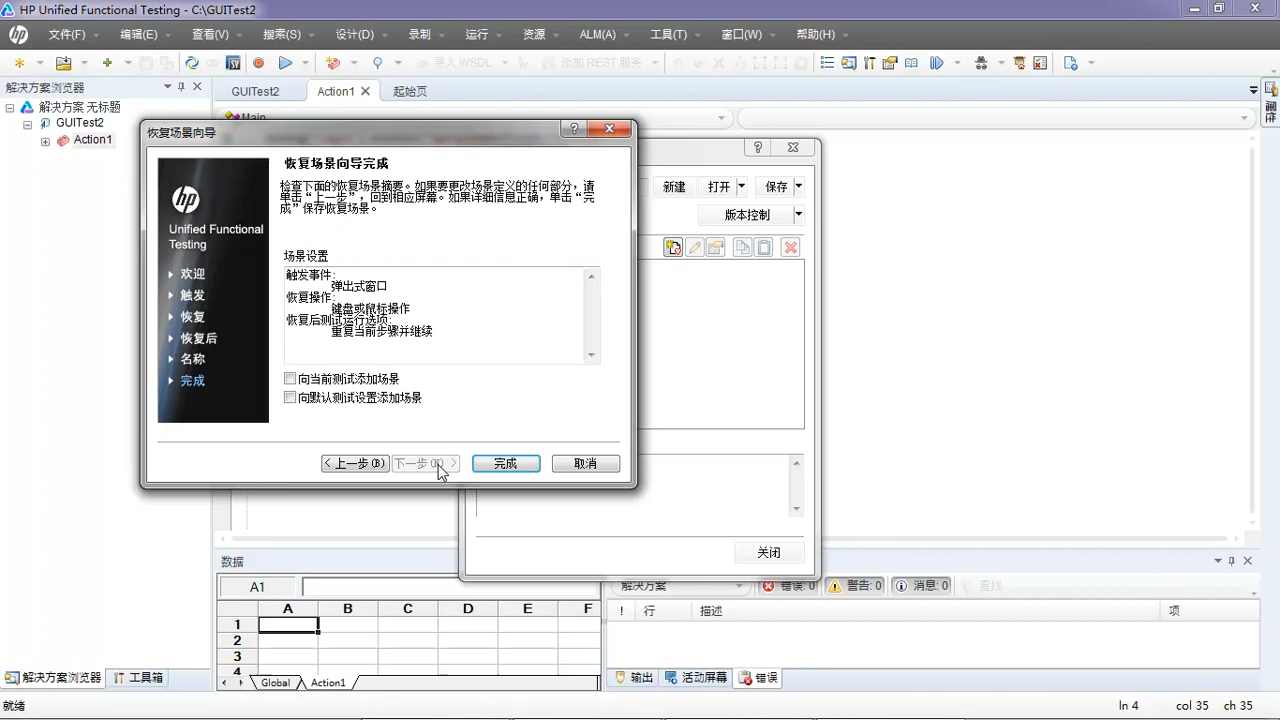 HP Unified Functional Testing - C:\GUITest2
文件(F) 编辑(E) 查看(V) 搜索(S) 设计(D) 录制 运行 资源 ALM(A) 工具(T) 窗口(W) 帮助(H)
导入 WSDL 添加 REST 服务
解决方案浏览器
GUITest2 Action1 起始页
解决方案 无标题
GUITest2
Action1
Main
恢复场景向导
恢复场景向导完成
检查下面的恢复场景摘要。如果要更改场景定义的任何部分，请
单击“上一步”，回到相应屏幕。如果详细信息正确，单击“完
成”保存恢复场景。
hp
Unified Functional
Testing
欢迎
触发
恢复
恢复后
名称
完成
场景设置
触发事件:
弹出式窗口
恢复操作:
键盘或鼠标操作
恢复后测试运行选项:
重复当前步骤并继续
向当前测试添加场景
向默认测试设置添加场景
< 上一步(B) 下一步 > 完成 取消
新建 打开 保存
版本控制
关闭
数据
A1
A B C D E F
1
2
3
4
Global Action1
解决方案 错误: 0 警告: 0 消息: 0 查找
! 行 描述 项
解决方案浏览器 工具箱
输出 活动屏幕 错误
就绪 Ln 4 col 35 ch 35